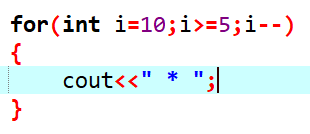 for(int i=10;i>=5;i--)
{
    cout<<" * ";
}